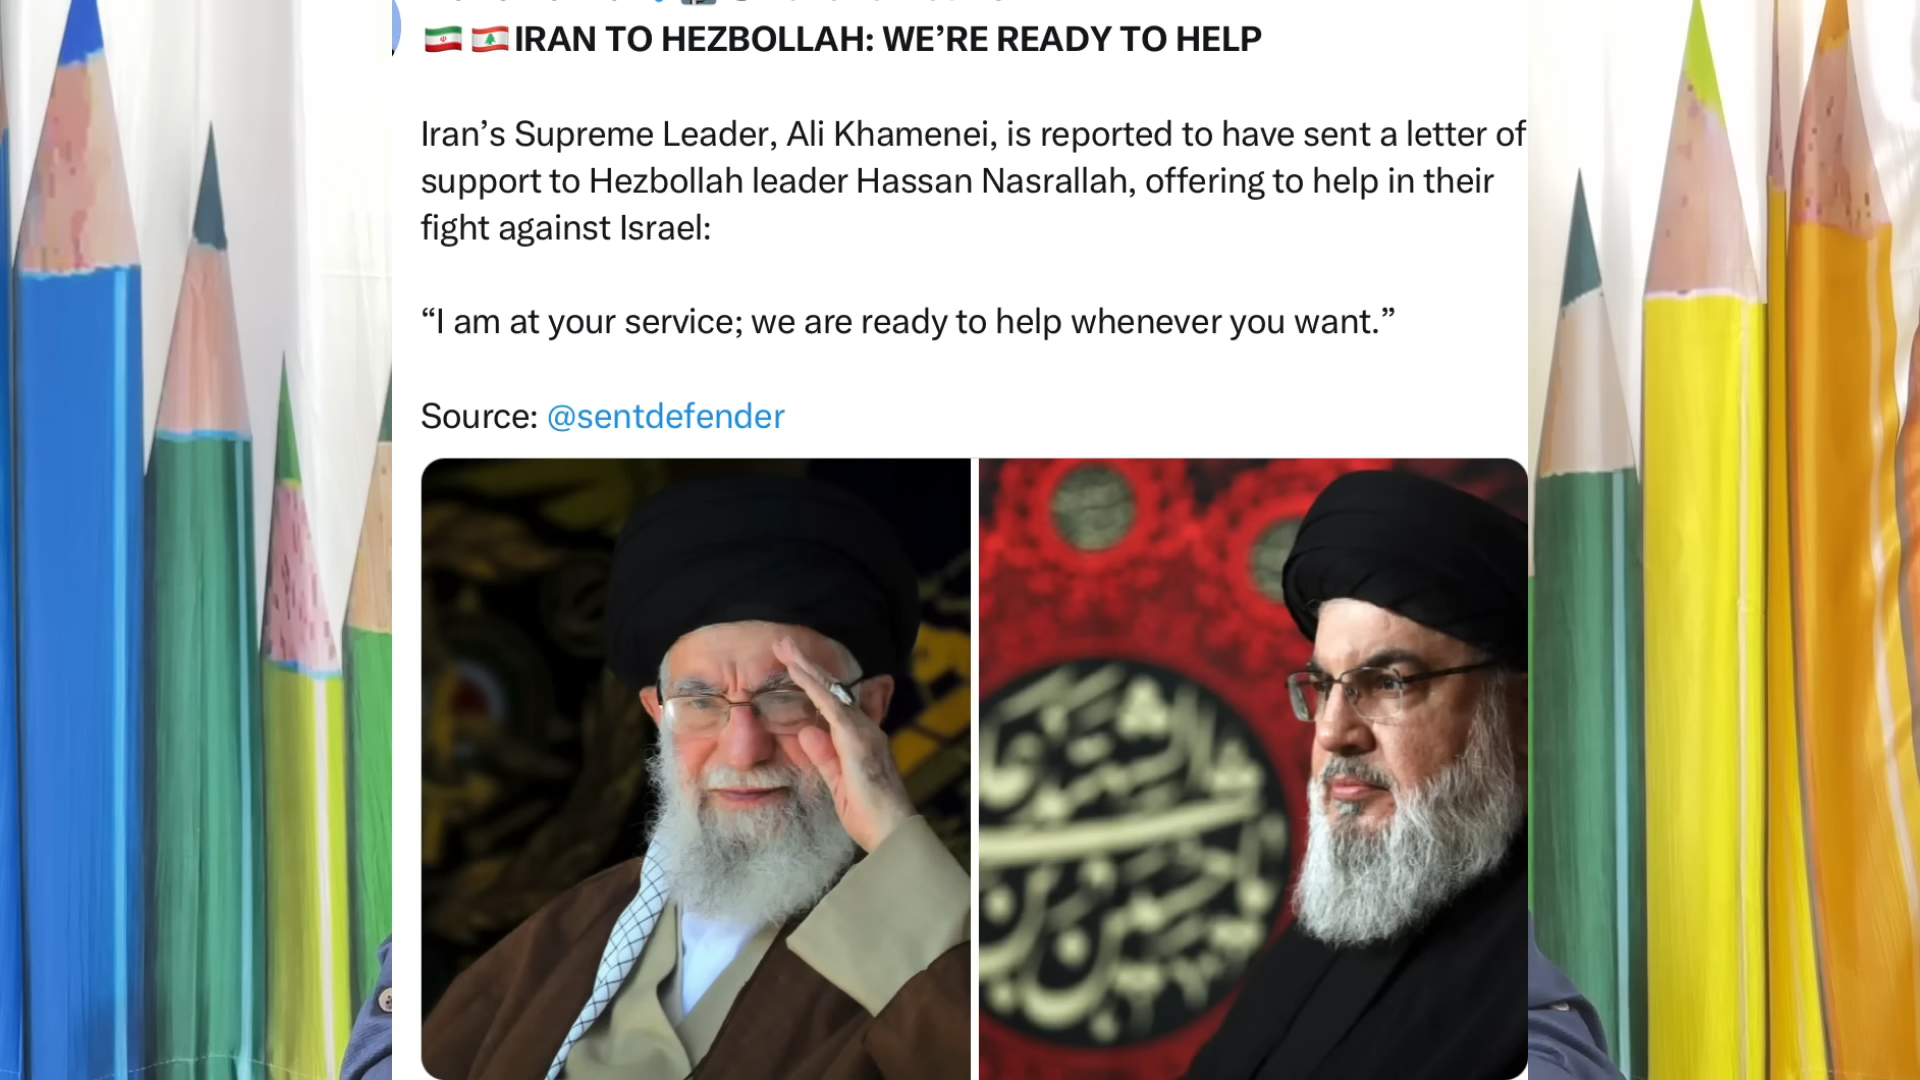 IRAN TO HEZBOLLAH: WE’RE READY TO HELP
Iran’s Supreme Leader, Ali Khamenei, is reported to have sent a letter of
support to Hezbollah leader Hassan Nasrallah, offering to help in their
fight against Israel:
“I am at your service; we are ready to help whenever you want.”
Source: @sentdefender